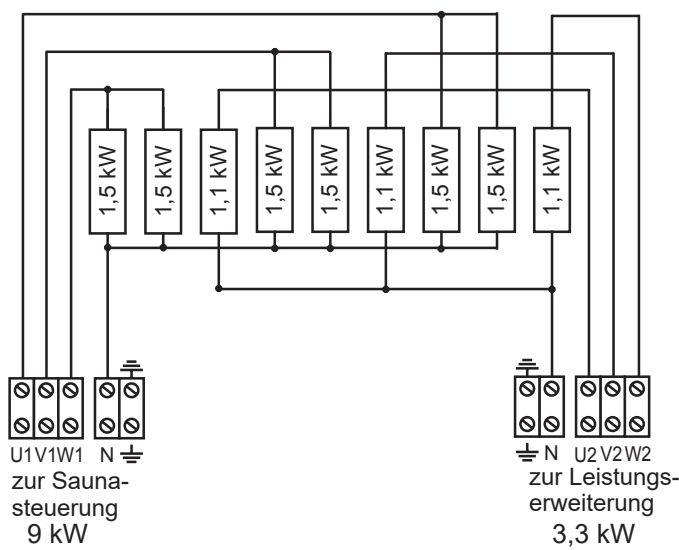 1,5 kW
1,5 kW
1,1 kW
1,5 kW
1,5 kW
1,1 kW
1,5 kW
1,5 kW
1,1 kW
U1 V1 W1 N
zur Sauna-
steuerung
9 kW
N U2 V2 W2
zur Leistungs-
erweiterung
3,3 kW